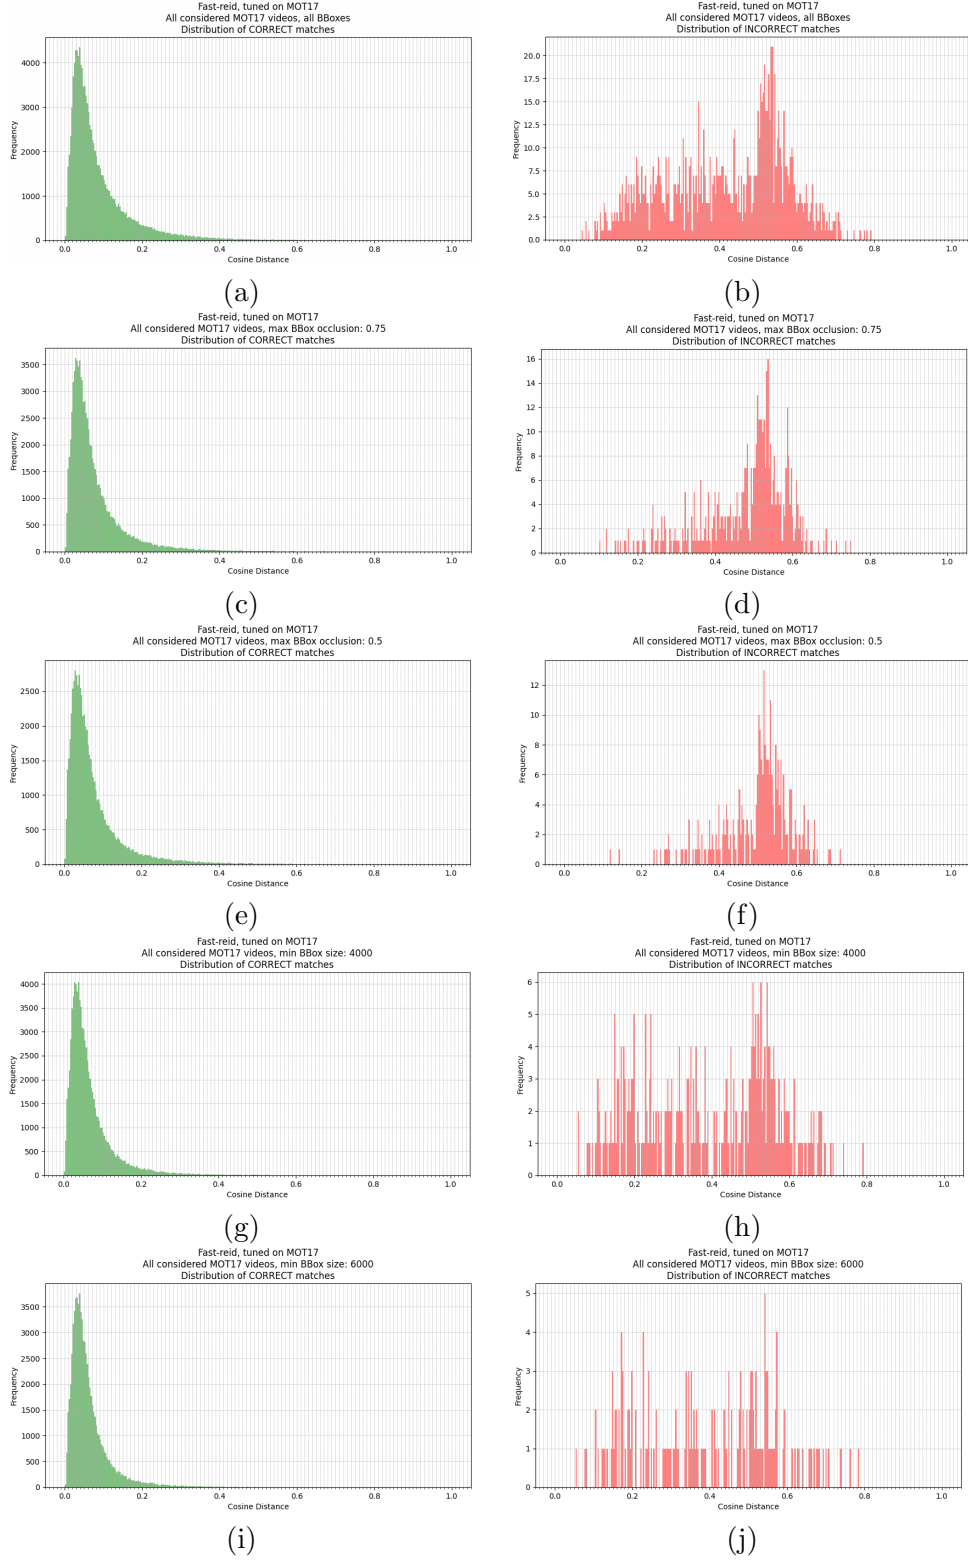 Fast-reid, tuned on MOT17
All considered MOT17 videos, all BBoxes
Distribution of CORRECT matches
Frequency
4000
3000
2000
1000
0
0.0 0.2 0.4 0.6 0.8 1.0
Cosine Distance
(a)
Fast-reid, tuned on MOT17
All considered MOT17 videos, all BBoxes
Distribution of INCORRECT matches
Frequency
20.0
17.5
15.0
12.5
10.0
7.5
5.0
2.5
0.0
0.0 0.2 0.4 0.6 0.8 1.0
Cosine Distance
(b)
Fast-reid, tuned on MOT17
All considered MOT17 videos, max BBox occlusion: 0.75
Distribution of CORRECT matches
Frequency
3500
3000
2500
2000
1500
1000
500
0
0.0 0.2 0.4 0.6 0.8 1.0
Cosine Distance
(c)
Fast-reid, tuned on MOT17
All considered MOT17 videos, max BBox occlusion: 0.75
Distribution of INCORRECT matches
Frequency
16
14
12
10
8
6
4
2
0
0.0 0.2 0.4 0.6 0.8 1.0
Cosine Distance
(d)
Fast-reid, tuned on MOT17
All considered MOT17 videos, max BBox occlusion: 0.5
Distribution of CORRECT matches
Frequency
2500
2000
1500
1000
500
0
0.0 0.2 0.4 0.6 0.8 1.0
Cosine Distance
(e)
Fast-reid, tuned on MOT17
All considered MOT17 videos, max BBox occlusion: 0.5
Distribution of INCORRECT matches
Frequency
12
10
8
6
4
2
0
0.0 0.2 0.4 0.6 0.8 1.0
Cosine Distance
(f)
Fast-reid, tuned on MOT17
All considered MOT17 videos, min BBox size: 4000
Distribution of CORRECT matches
Frequency
4000
3500
3000
2500
2000
1500
1000
500
0
0.0 0.2 0.4 0.6 0.8 1.0
Cosine Distance
(g)
Fast-reid, tuned on MOT17
All considered MOT17 videos, min BBox size: 4000
Distribution of INCORRECT matches
Frequency
6
5
4
3
2
1
0
0.0 0.2 0.4 0.6 0.8 1.0
Cosine Distance
(h)
Fast-reid, tuned on MOT17
All considered MOT17 videos, min BBox size: 6000
Distribution of CORRECT matches
Frequency
3500
3000
2500
2000
1500
1000
500
0
0.0 0.2 0.4 0.6 0.8 1.0
Cosine Distance
(i)
Fast-reid, tuned on MOT17
All considered MOT17 videos, min BBox size: 6000
Distribution of INCORRECT matches
Frequency
5
4
3
2
1
0
0.0 0.2 0.4 0.6 0.8 1.0
Cosine Distance
(j)